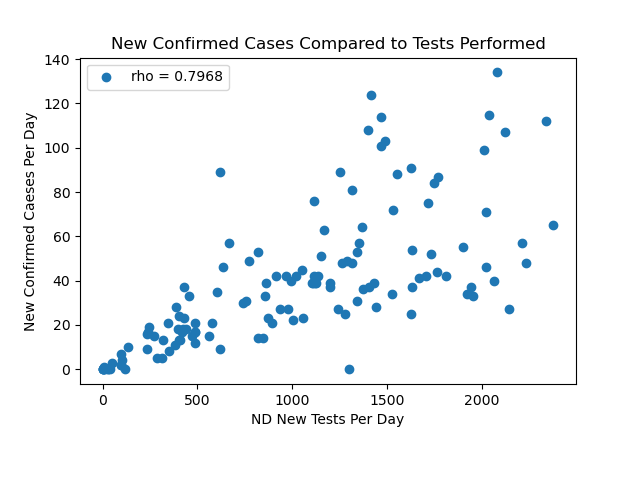 New Confirmed Cases Compared to Tests Performed
rho = 0.7968
140
120
100
80
60
40
20
0
New Confirmed Caeses Per Day
0 500 1000 1500 2000
ND New Tests Per Day